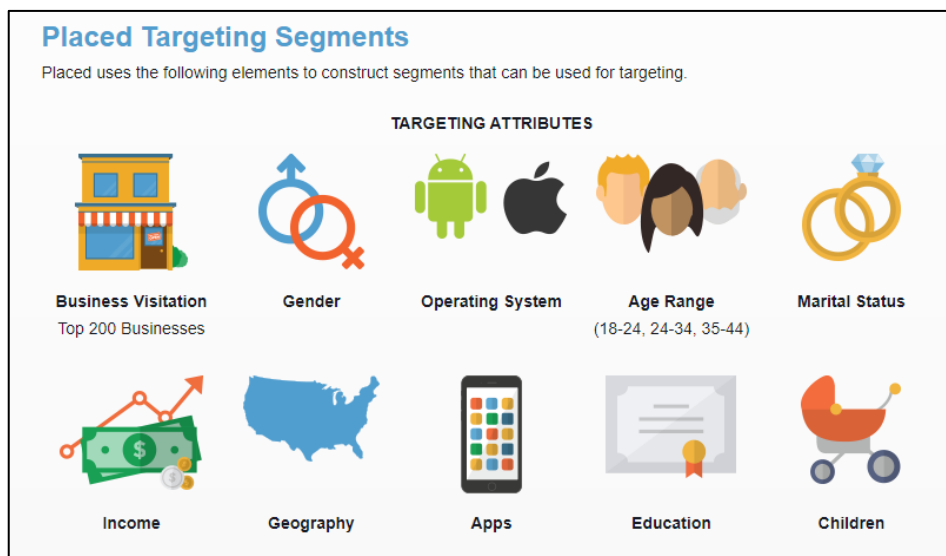 Placed Targeting Segments
Placed uses the following elements to construct segments that can be used for targeting.
TARGETING ATTRIBUTES
Business Visitation
Top 200 Businesses
Gender
Operating System
Age Range
(18-24, 24-34, 35-44)
Marital Status
Income
Geography
Apps
Education
Children